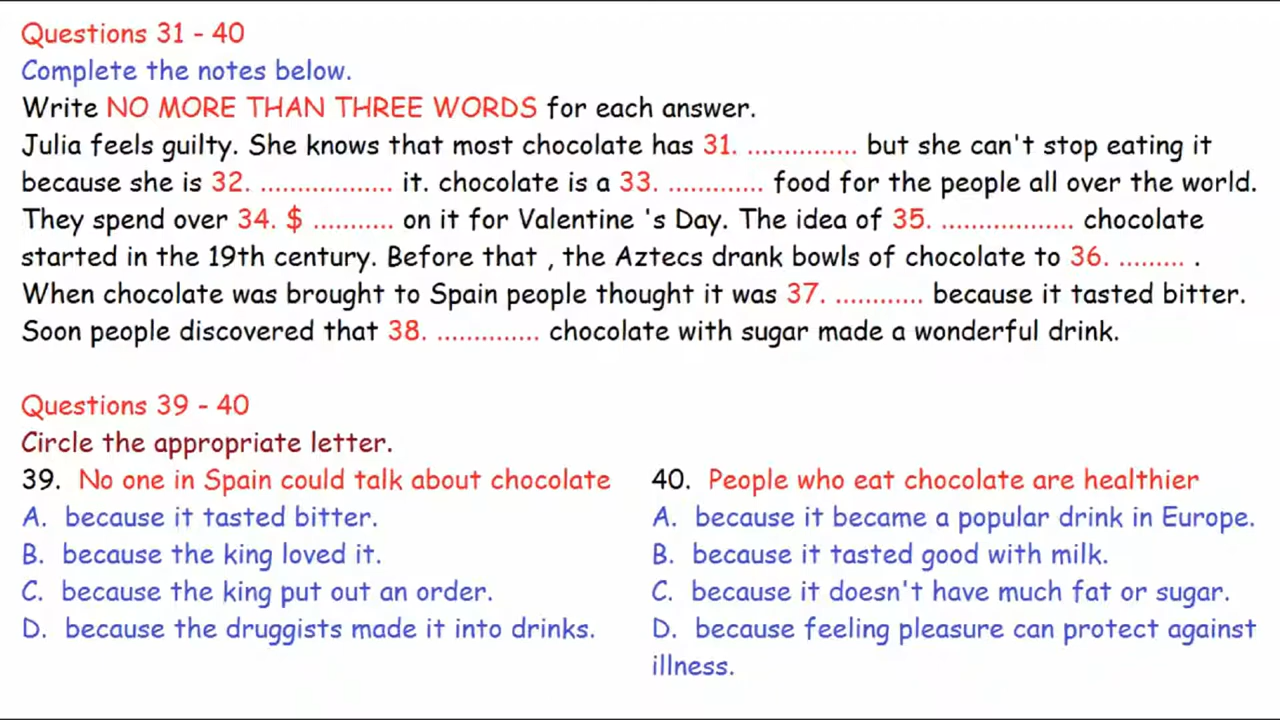 Questions 31 - 40
Complete the notes below.
Write NO MORE THAN THREE WORDS for each answer.
Julia feels guilty. She knows that most chocolate has 31. ............... but she can't stop eating it
because she is 32. .................. it. chocolate is a 33. ............. food for the people all over the world.
They spend over 34. $ ........... on it for Valentine 's Day. The idea of 35. .................. chocolate
started in the 19th century. Before that , the Aztecs drank bowls of chocolate to 36. ......... .
When chocolate was brought to Spain people thought it was 37. ............ because it tasted bitter.
Soon people discovered that 38. .............. chocolate with sugar made a wonderful drink.
Questions 39 - 40
Circle the appropriate letter.
39. No one in Spain could talk about chocolate
A. because it tasted bitter.
B. because the king loved it.
C. because the king put out an order.
D. because the druggists made it into drinks.
40. People who eat chocolate are healthier
A. because it became a popular drink in Europe.
B. because it tasted good with milk.
C. because it doesn't have much fat or sugar.
D. because feeling pleasure can protect against
illness.